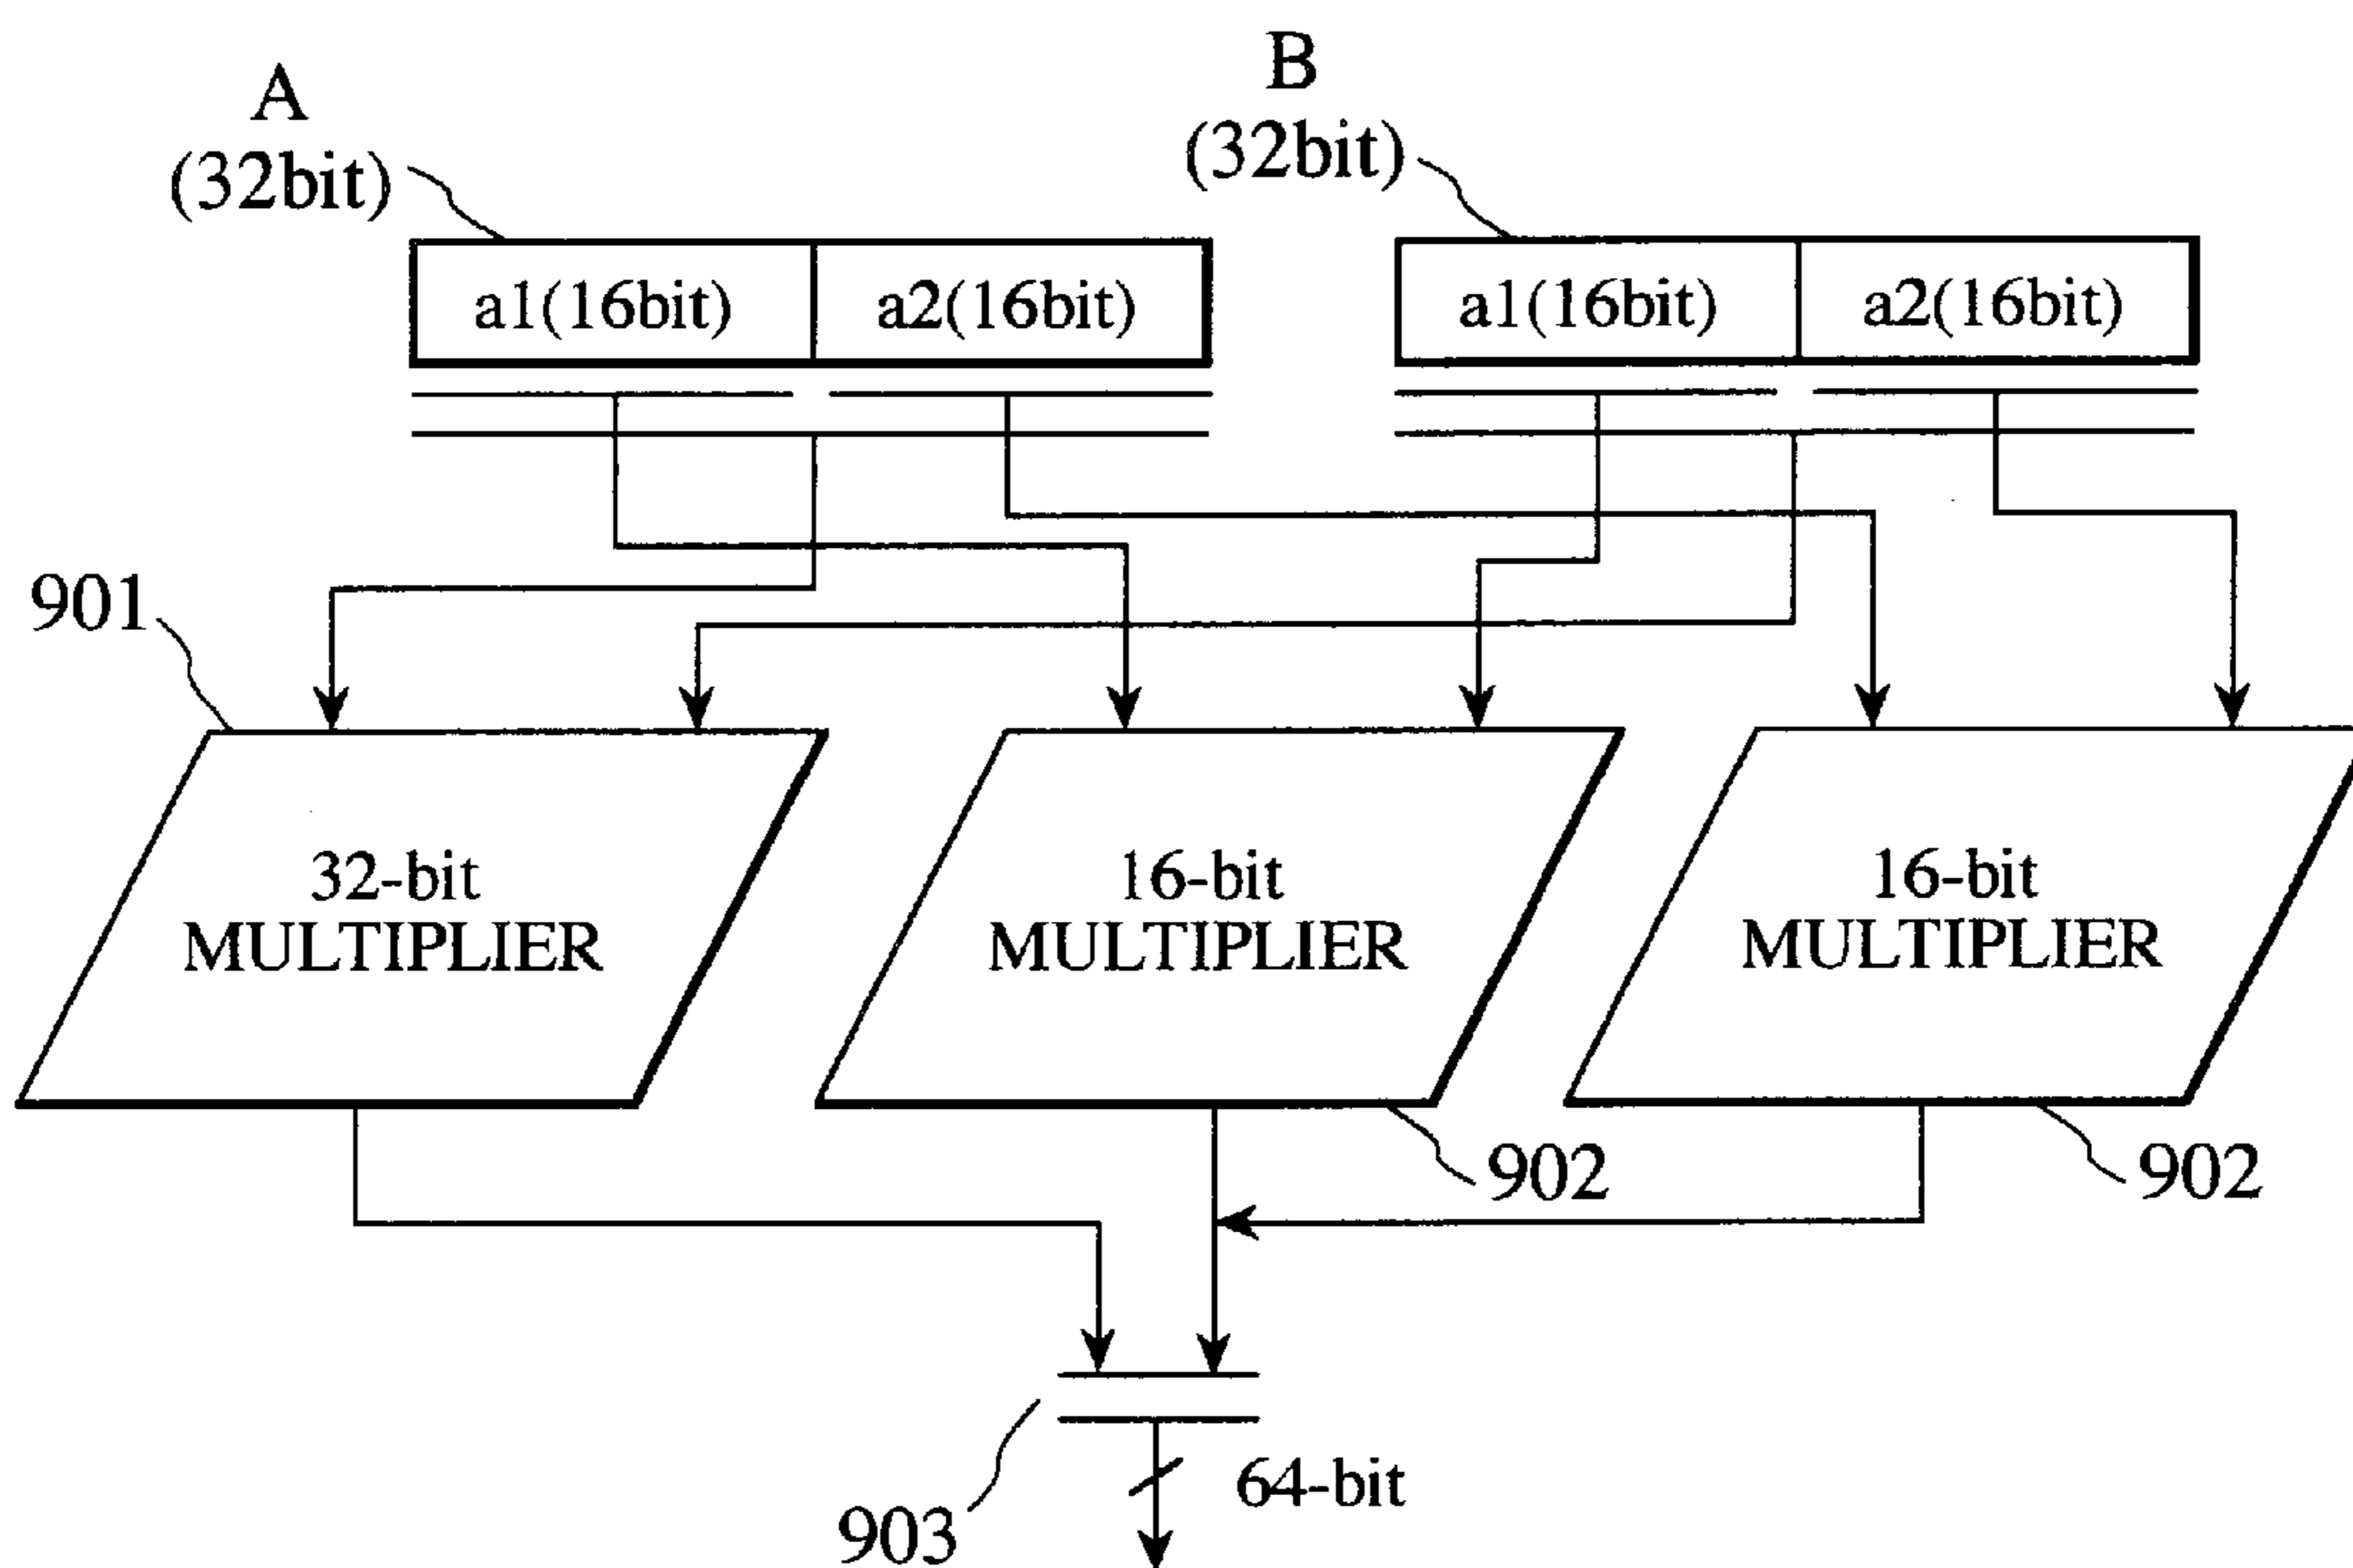 A
(32bit)
B
(32bit)
a1(16bit)
a2(16bit)
a1(16bit)
a2(16bit)
901
32-bit
MULTIPLIER
16-bit
MULTIPLIER
16-bit
MULTIPLIER
902
902
903
64-bit